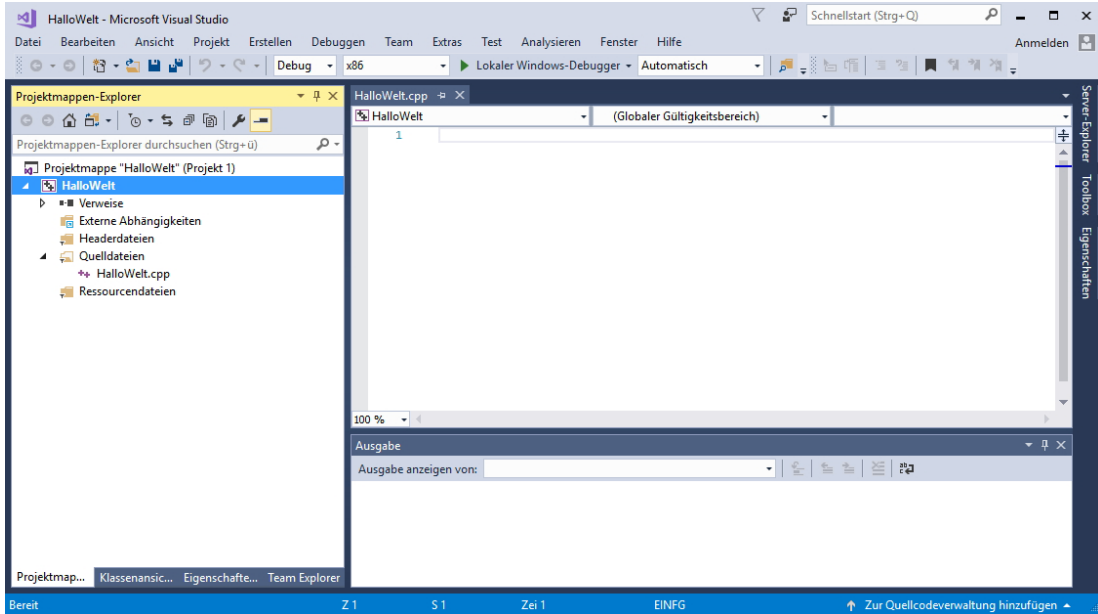 HalloWelt - Microsoft Visual Studio
Schnellstart (Strg+Q)
Datei Bearbeiten Ansicht Projekt Erstellen Debuggen Team Extras Test Analysieren Fenster Hilfe
Anmelden
Debug x86 Lokaler Windows-Debugger Automatisch
Projektmappen-Explorer
Projektmappen-Explorer durchsuchen (Strg+ü)
Projektmappe "HalloWelt" (Projekt 1)
HalloWelt
Verweise
Externe Abhängigkeiten
Headerdateien
Quelldateien
HalloWelt.cpp
Ressourcendateien
Projektmap... Klassenansic... Eigenschafte... Team Explorer
HalloWelt.cpp
HalloWelt (Globaler Gültigkeitsbereich)
1
100 %
Ausgabe
Ausgabe anzeigen von:
Server-Explorer
Toolbox
Eigenschaften
Bereit Z 1 S 1 Zei 1 EINFG Zur Quellcodeverwaltung hinzufügen